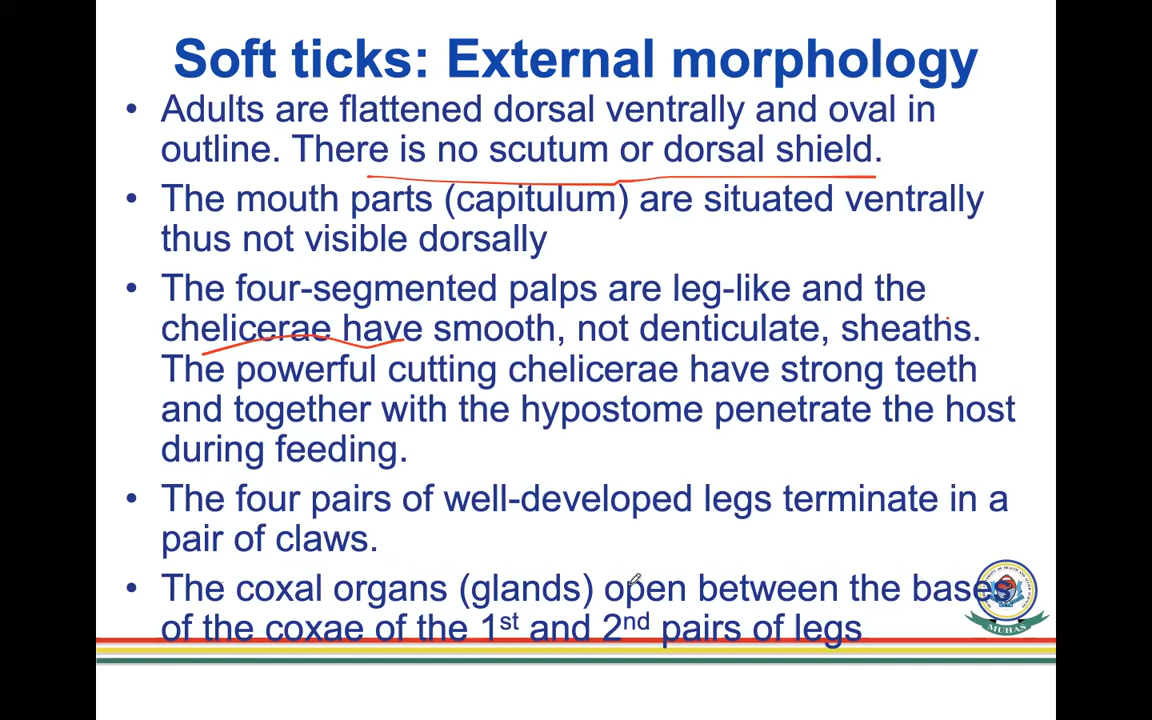 Soft ticks: External morphology
• Adults are flattened dorsal ventrally and oval in
outline. There is no scutum or dorsal shield.
• The mouth parts (capitulum) are situated ventrally
thus not visible dorsally
• The four-segmented palps are leg-like and the
chelicerae have smooth, not denticulate, sheaths.
The powerful cutting chelicerae have strong teeth
and together with the hypostome penetrate the host
during feeding.
• The four pairs of well-developed legs terminate in a
pair of claws.
• The coxal organs (glands) open between the bases
of the coxae of the 1st and 2nd pairs of legs
MUHAS